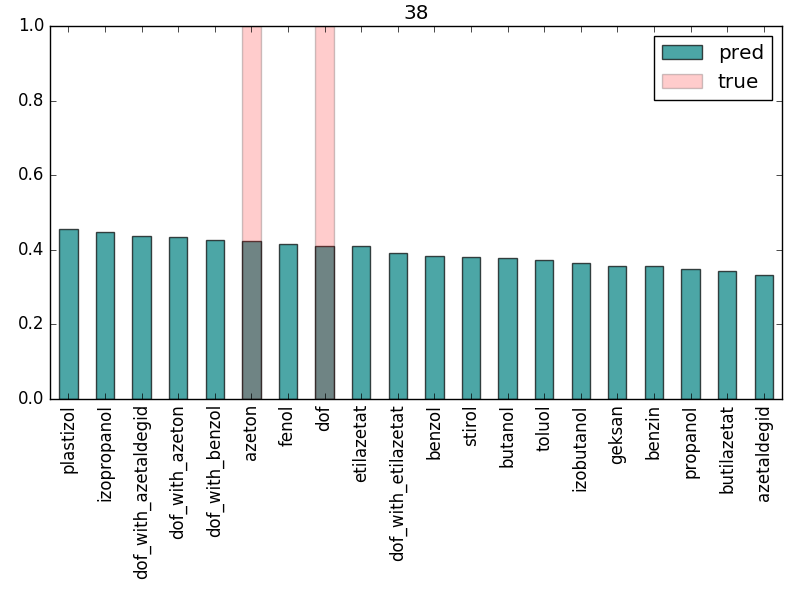 38
1.0
0.8
0.6
0.4
0.2
0.0
pred
true
plastizol
izopropanol
dof_with_azetaldegid
dof_with_azeton
dof_with_benzol
azeton
fenol
dof
etilazetat
dof_with_etilazetat
benzol
stirol
butanol
toluol
izobutanol
geksan
benzin
propanol
butilazetat
azetaldegid